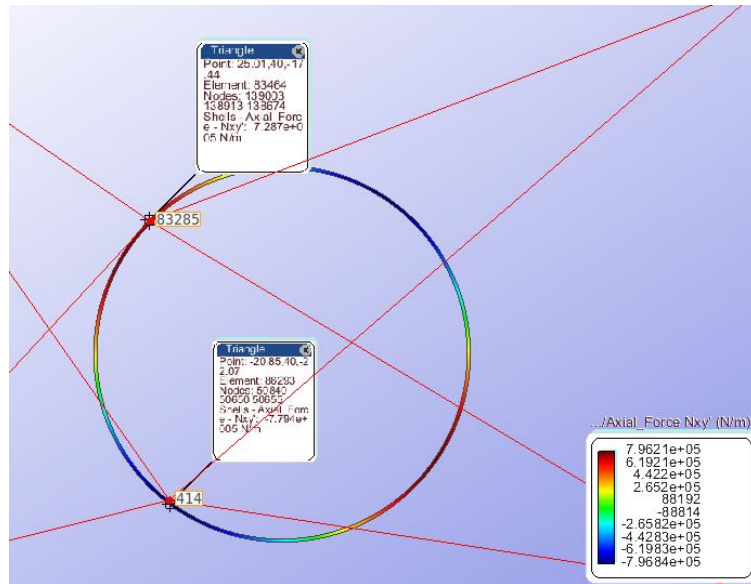 Triangle
Point: 25.01,40,-17
.44
Element: 83464
Nodes: 139003
138913 138674
Shells - Axial_Forc
e - Nxy': 7.287e+0
05 N/m
83285
Triangle
Point: -20.85,40,-2
2.07
Element: 86293
Nodes: 50840
50650 50655
Shells - Axial_Forc
e - Nxy': -7.794e+
005 N/m
414
.../Axial_Force Nxy' (N/m)
7.9621e+05
6.1921e+05
4.422e+05
2.652e+05
88192
-88814
-2.6582e+05
-4.4283e+05
-6.1983e+05
-7.9684e+05